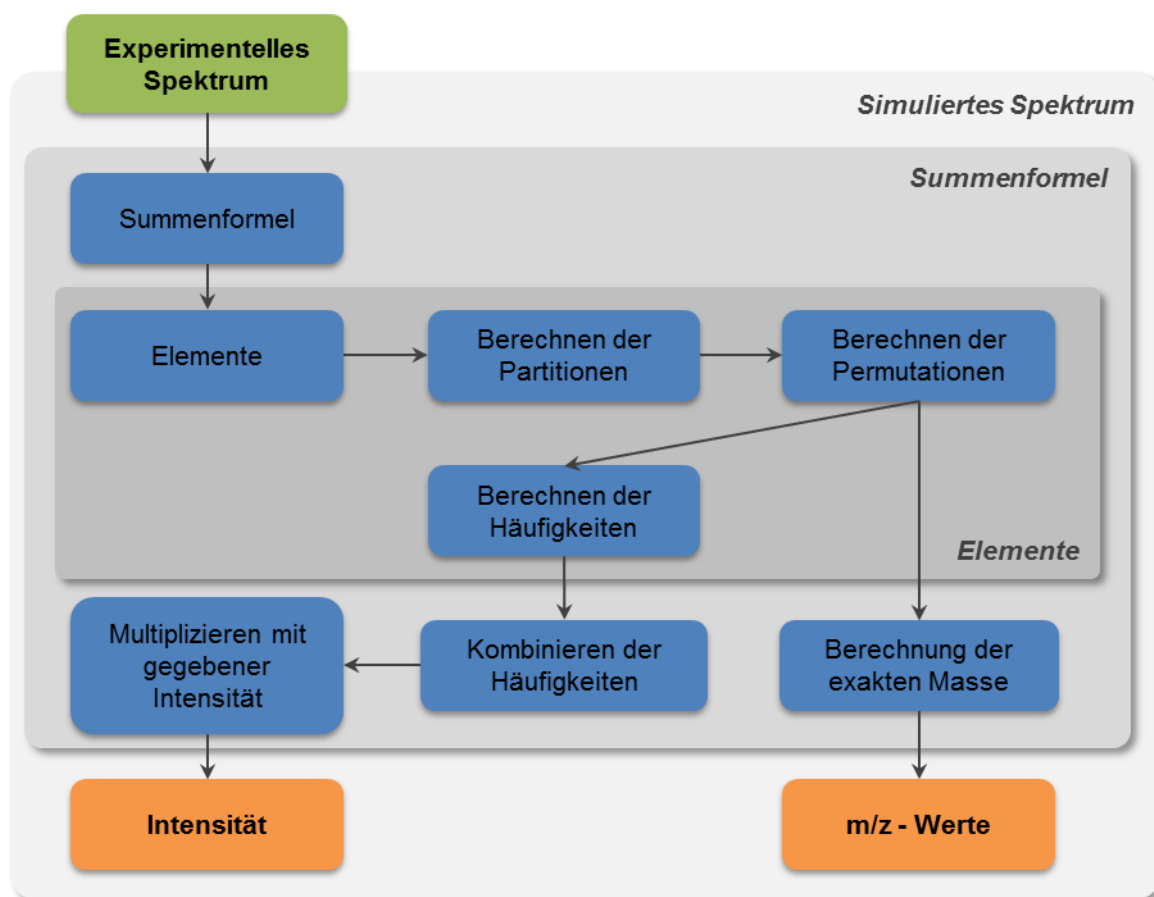 Experimentelles
Spektrum
Simuliertes Spektrum
Summenformel
Summenformel
Elemente
Berechnen der
Partitionen
Berechnen der
Permutationen
Berechnen der
Häufigkeiten
Elemente
Multiplizieren mit
gegebener
Intensität
Kombinieren der
Häufigkeiten
Berechnung der
exakten Masse
Intensität
m/z - Werte